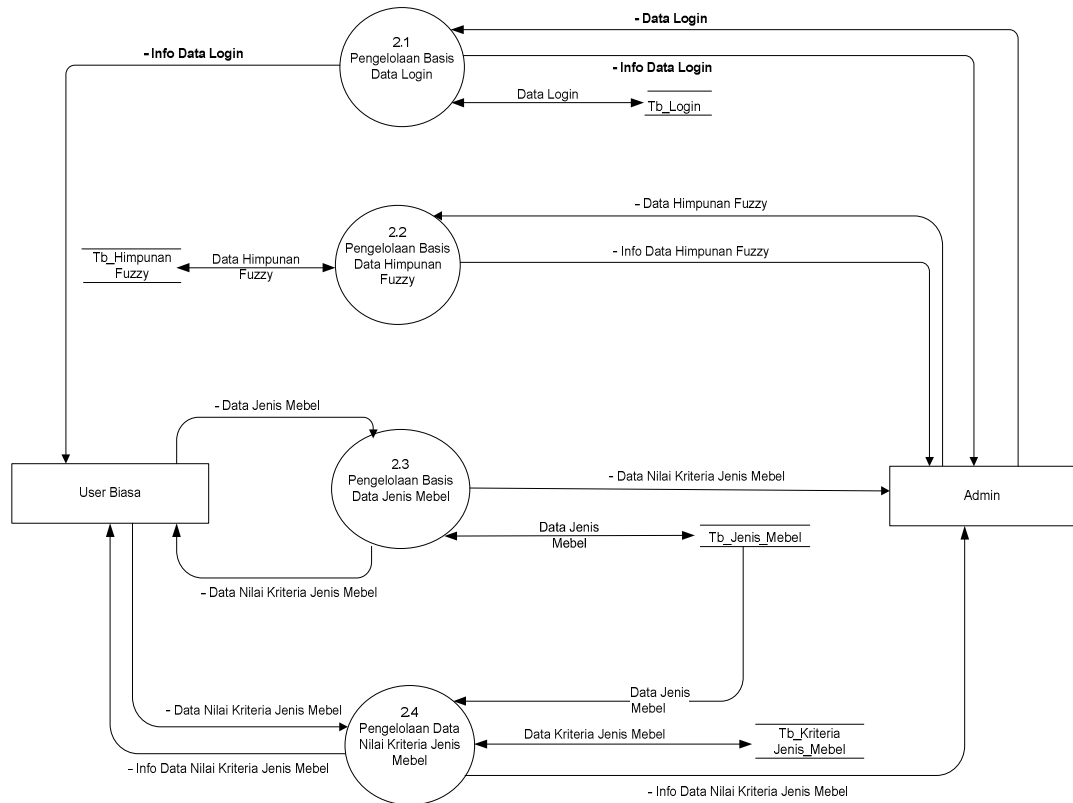 - Data Login
2.1
Pengelolaan Basis
Data Login
- Info Data Login
- Info Data Login
Data Login
Tb_Login
- Data Himpunan Fuzzy
2.2
Pengelolaan Basis
Data Himpunan
Fuzzy
- Info Data Himpunan Fuzzy
Tb_Himpunan
Fuzzy
Data Himpunan
Fuzzy
- Data Jenis Mebel
2.3
Pengelolaan Basis
Data Jenis Mebel
- Data Nilai Kriteria Jenis Mebel
User Biasa
Admin
Data Jenis
Mebel
Tb_Jenis_Mebel
- Data Nilai Kriteria Jenis Mebel
Data Jenis
Mebel
- Data Nilai Kriteria Jenis Mebel
2.4
Pengelolaan Data
Nilai Kriteria Jenis
Mebel
Data Kriteria Jenis Mebel
Tb_Kriteria
Jenis_Mebel
- Info Data Nilai Kriteria Jenis Mebel
- Info Data Nilai Kriteria Jenis Mebel